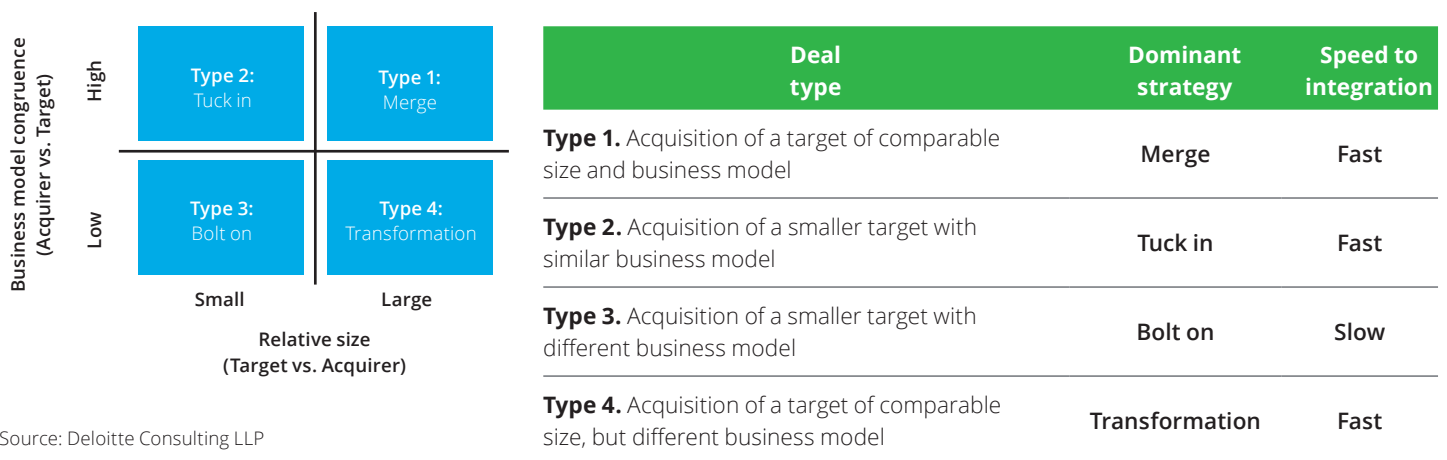 Business model congruence
(Acquirer vs. Target)
High
Low
Type 2:
Tuck in
Type 1:
Merge
Type 3:
Bolt on
Type 4:
Transformation
Small
Large
Relative size
(Target vs. Acquirer)
Source: Deloitte Consulting LLP
Deal
type
Dominant
strategy
Speed to
integration
Type 1. Acquisition of a target of comparable
size and business model
Merge
Fast
Type 2. Acquisition of a smaller target with
similar business model
Tuck in
Fast
Type 3. Acquisition of a smaller target with
different business model
Bolt on
Slow
Type 4. Acquisition of a target of comparable
size, but different business model
Transformation
Fast